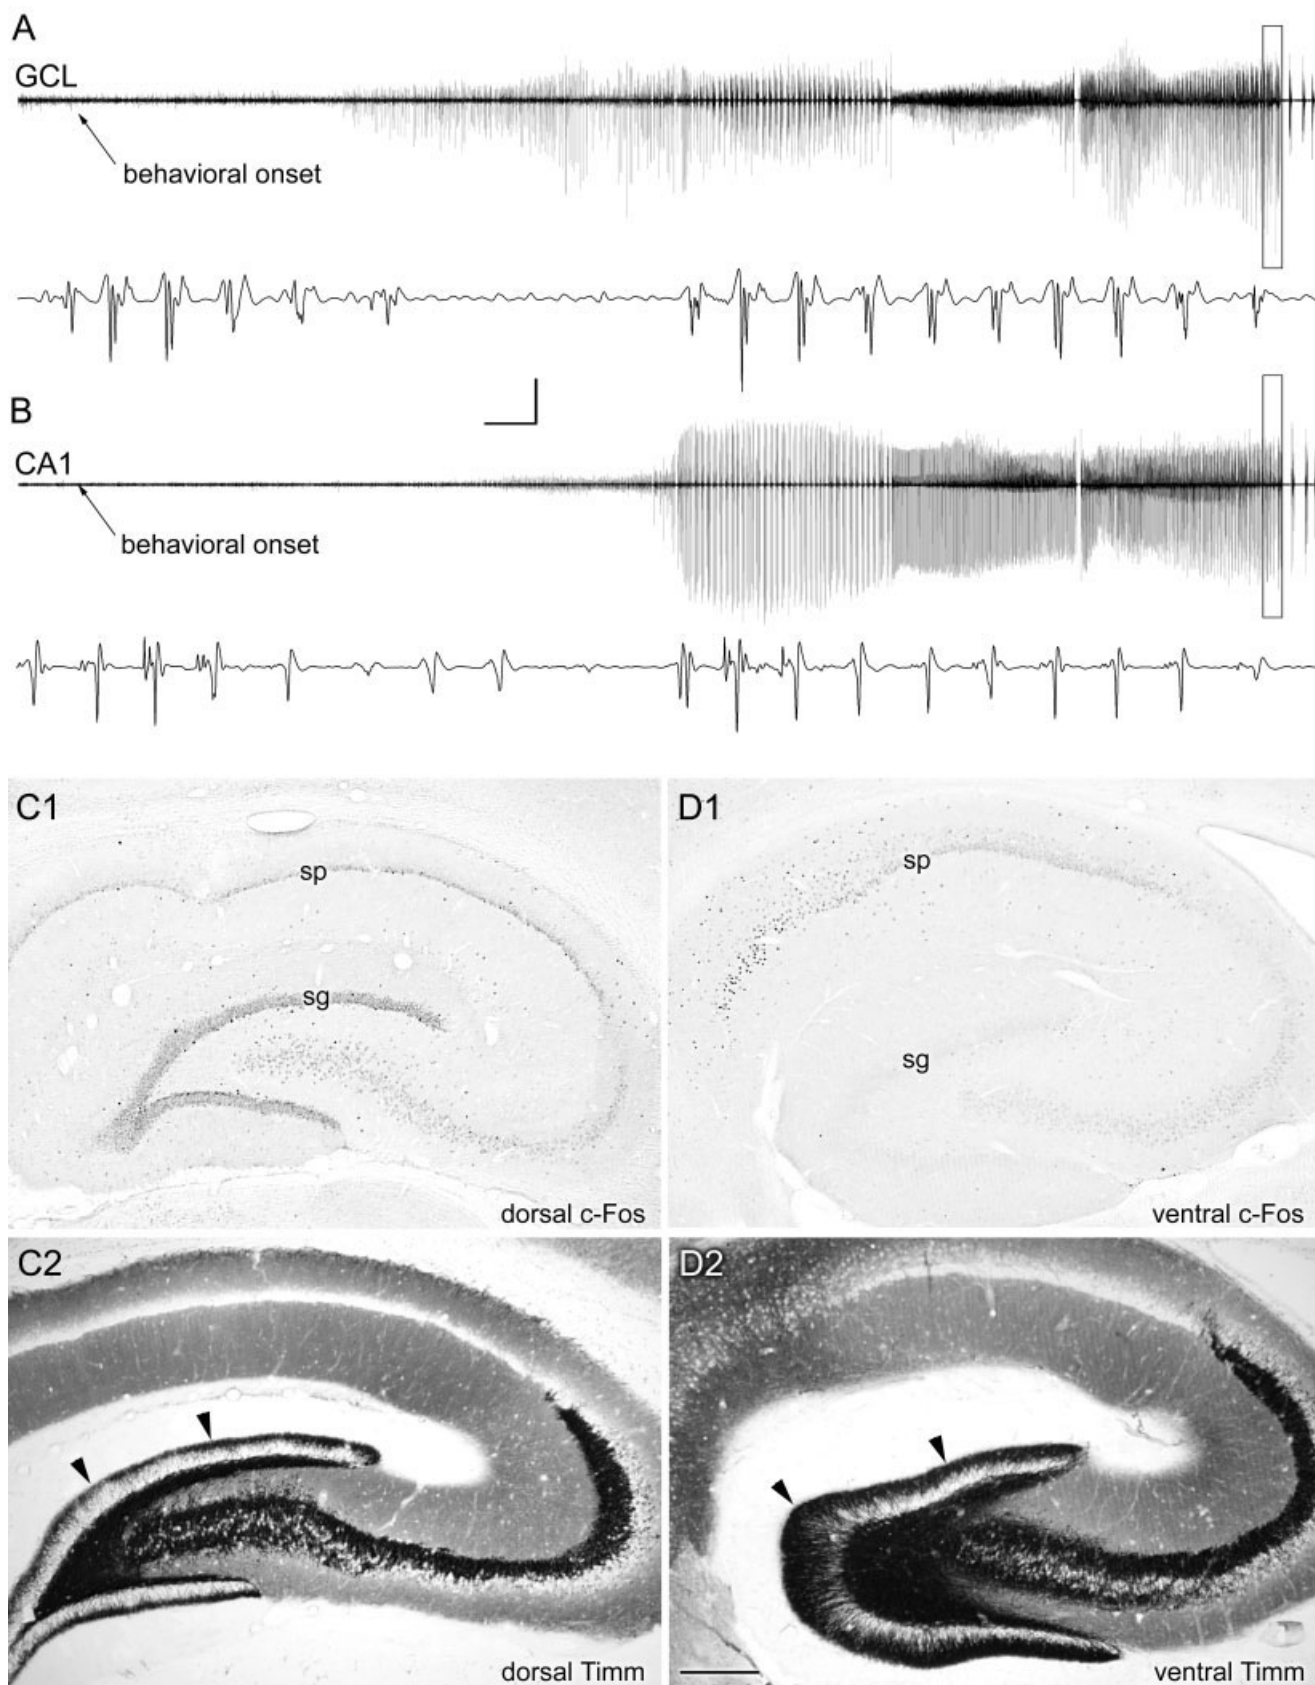 A
GCL
behavioral onset
B
CA1
behavioral onset
C1
D1
sp
sp
sg
sg
dorsal c-Fos
ventral c-Fos
C2
D2
dorsal Timm
ventral Timm